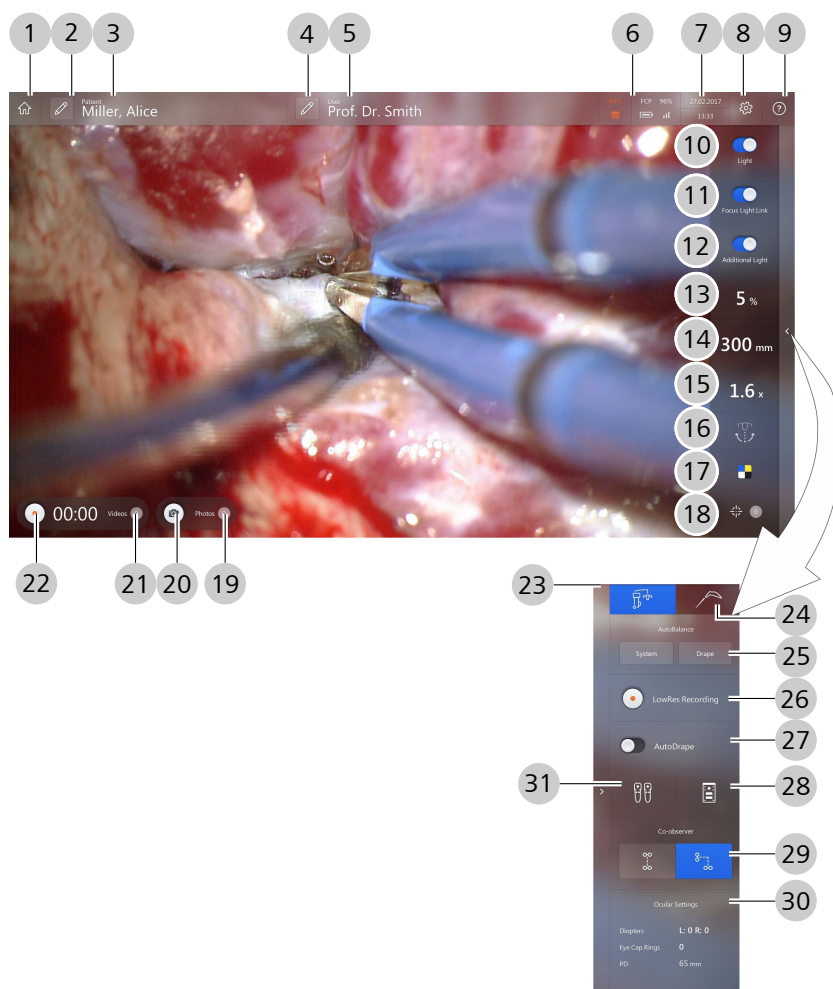 1 2 3 4 5 6 7 8 9
Patient
Miller, Alice
User
Prof. Dr. Smith
FCP 96%
27.02.2017
13:33
10
Light
11
Focus Light Link
12
Additional Light
13
5 %
14
300 mm
15
1.6 x
16
17
18
00:00 Videos
Photos
22 21 20 19
23
24
AutoBalance
System Drape
25
LowRes Recording
26
AutoDrape
27
31
28
Co-observer
29
Ocular Settings
30
Diopters L: 0 R: 0
Eye Cap Rings 0
PD 65 mm